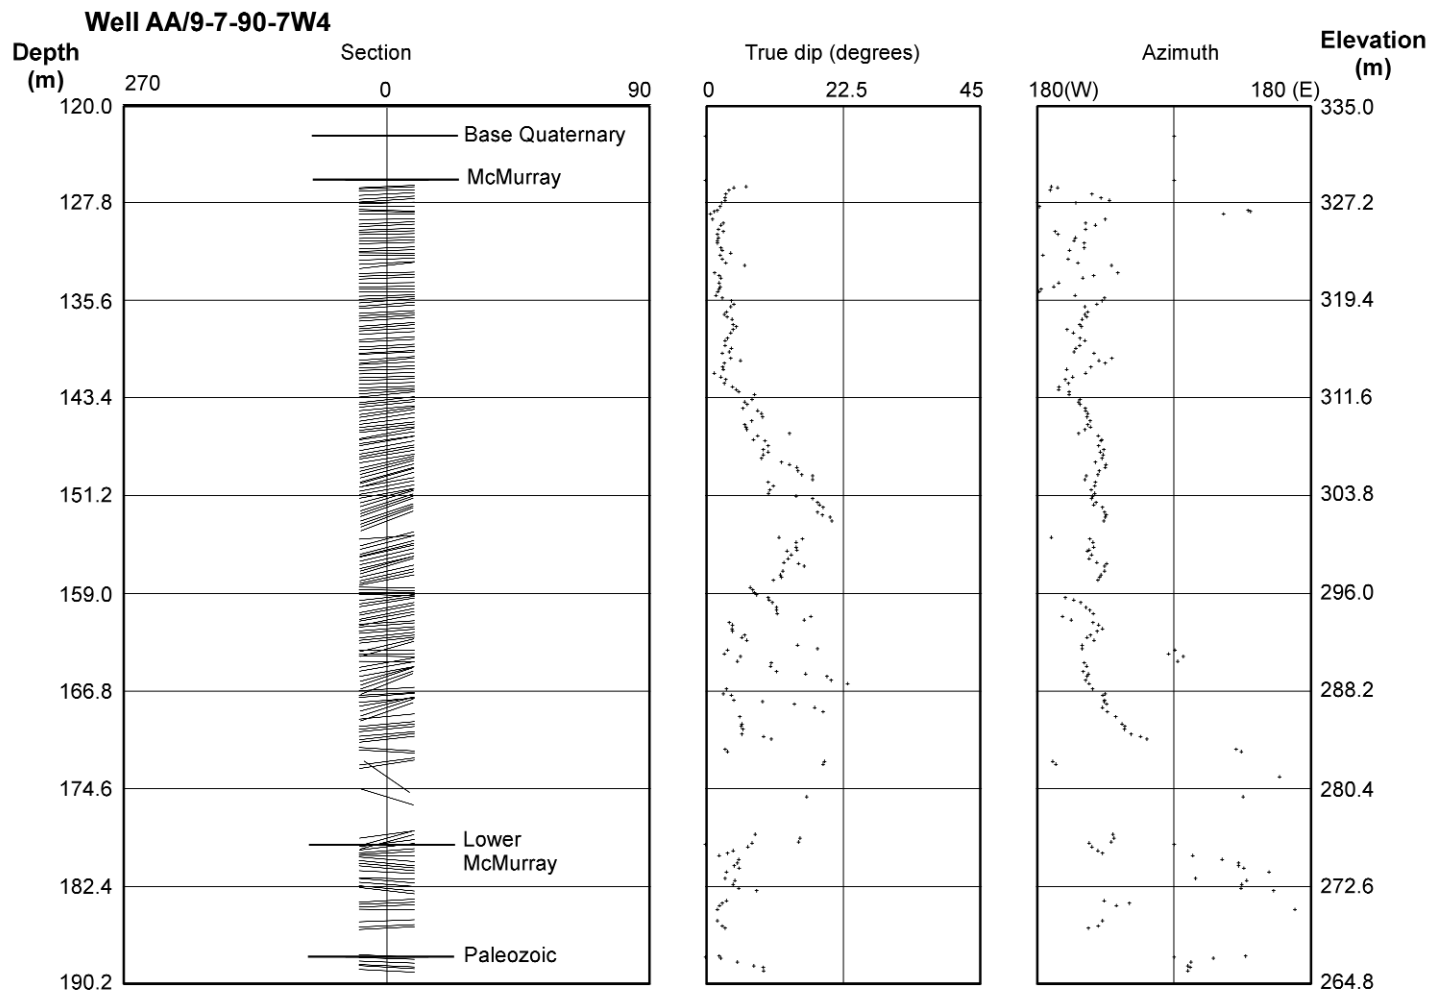 Well AA/9-7-90-7W4
Depth
(m)
Section
True dip (degrees)
Azimuth
Elevation
(m)
270
0
90
0
22.5
45
180(W)
180 (E)
120.0
335.0
Base Quaternary
McMurray
127.8
327.2
135.6
319.4
143.4
311.6
151.2
303.8
159.0
296.0
166.8
288.2
174.6
280.4
Lower
McMurray
182.4
272.6
Paleozoic
190.2
264.8